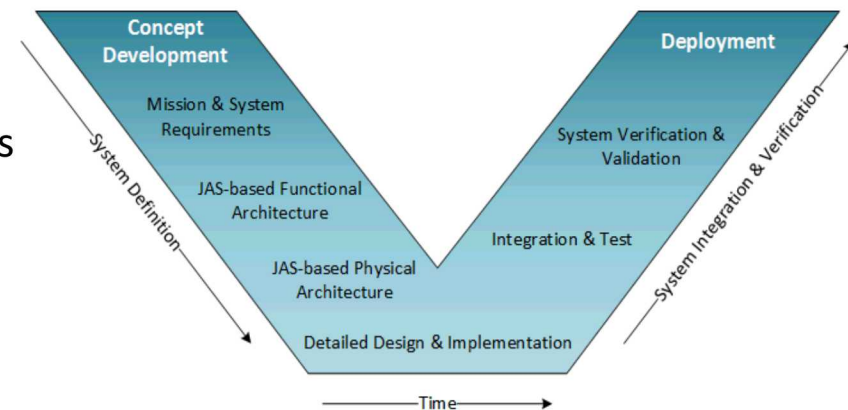 Concept
Development
Mission & System
Requirements
JAS-based Functional
Architecture
JAS-based Physical
Architecture
Detailed Design & Implementation
Integration & Test
System Verification &
Validation
Deployment
System Definition
System Integration & Verification
Time
s